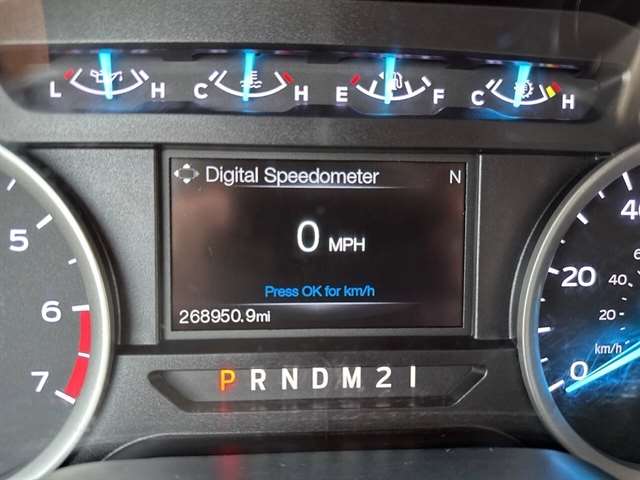 L H C H E F C H
Digital Speedometer N
0 MPH
Press OK for km/h
268950.9mi
5
6
7
40
20
0
40
20
km/h
P R N D M 2 1